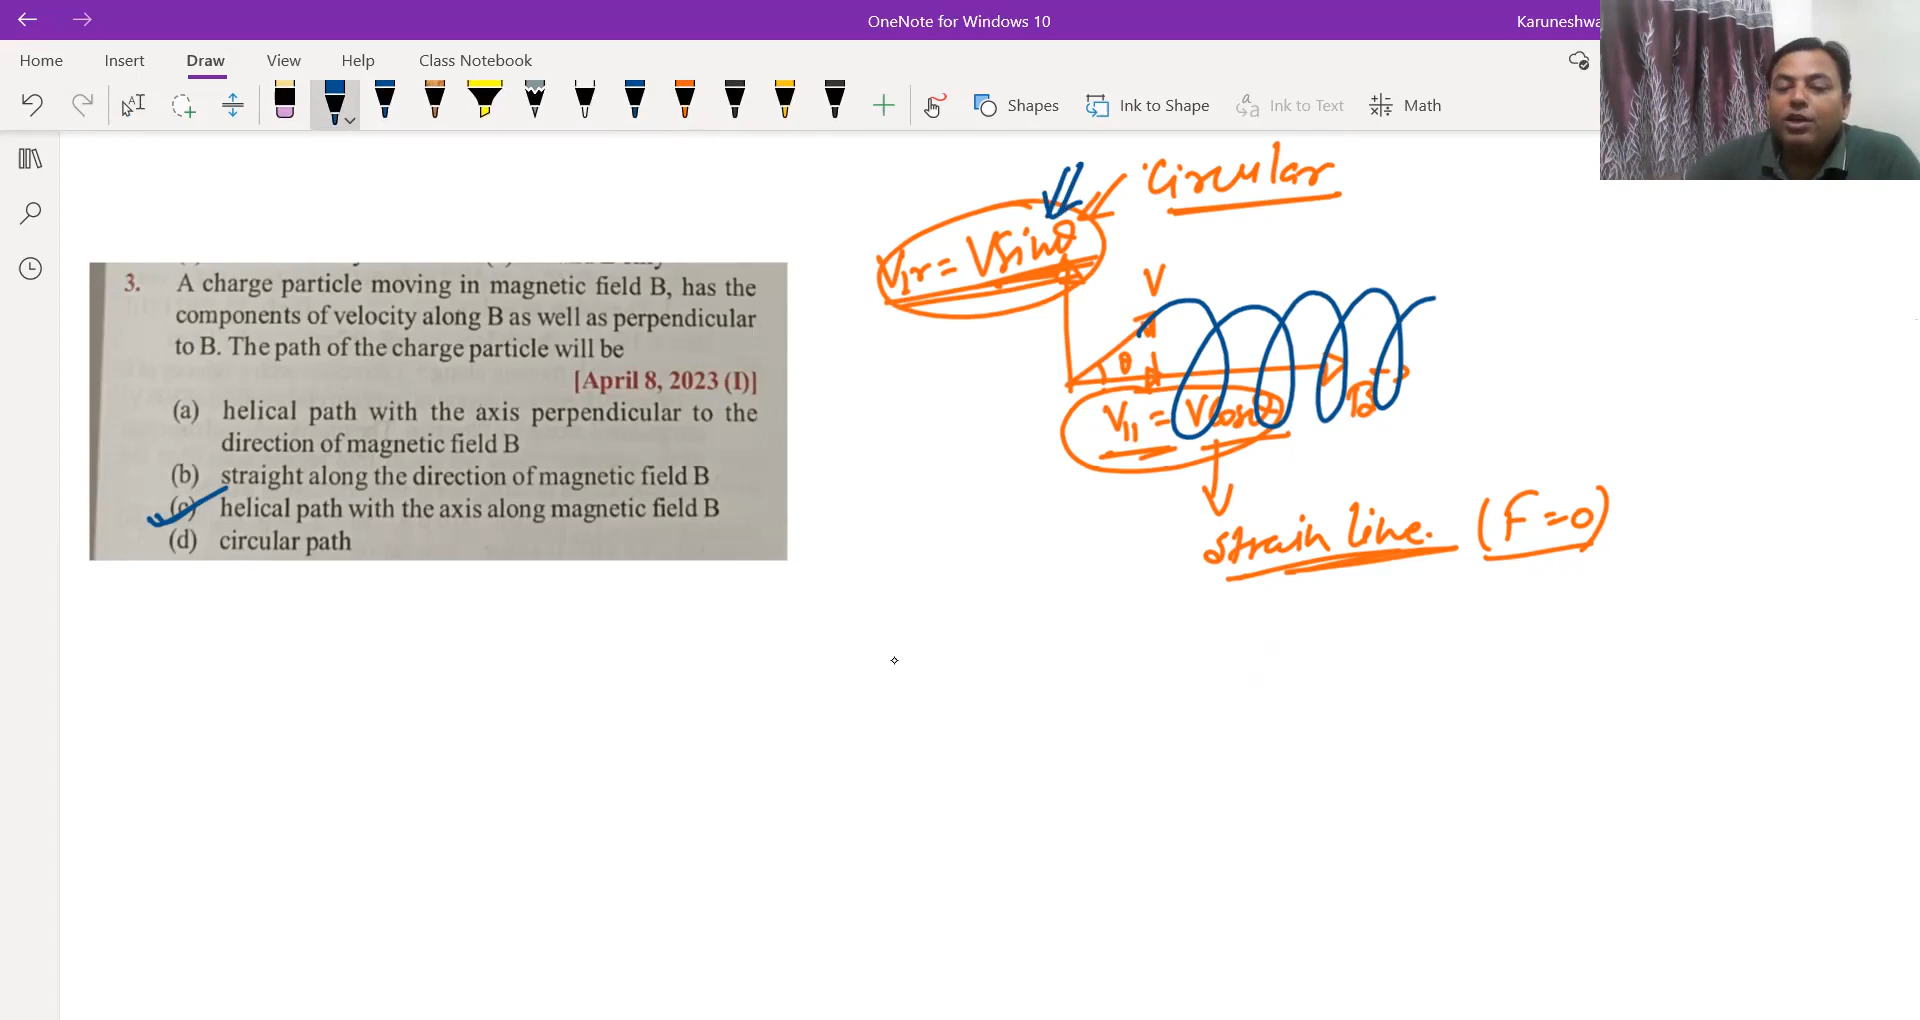 OneNote for Windows 10
Karuneshwa
Home Insert Draw View Help Class Notebook
Shapes Ink to Shape Ink to Text Math
3. A charge particle moving in magnetic field B, has the
components of velocity along B as well as perpendicular
to B. The path of the charge particle will be
[April 8, 2023 (I)]
(a) helical path with the axis perpendicular to the
direction of magnetic field B
(b) straight along the direction of magnetic field B
(c) helical path with the axis along magnetic field B
(d) circular path
Circular
V⊥r = V sinθ
V
θ
B
V11 = V cosθ
strain line. (F=0)